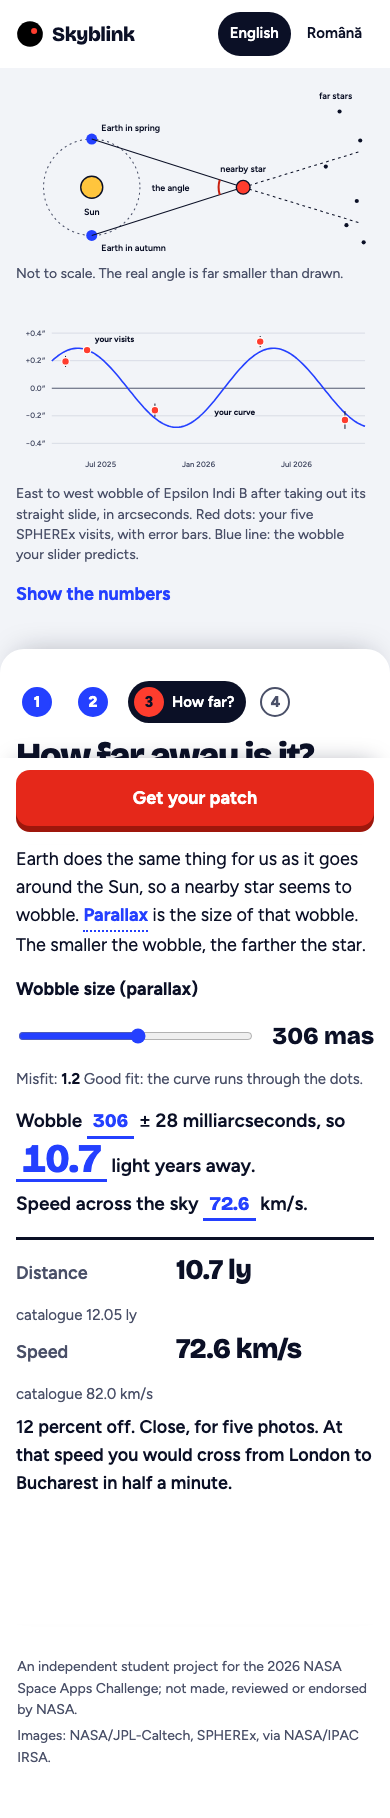 Skyblink
English
Română
far stars
Earth in spring
nearby star
the angle
Sun
Earth in autumn
Not to scale. The real angle is far smaller than drawn.
+0.4″
your visits
+0.2″
0.0″
−0.2″
your curve
−0.4″
Jul 2025
Jan 2026
Jul 2026
East to west wobble of Epsilon Indi B after taking out its
straight slide, in arcseconds. Red dots: your five
SPHEREx visits, with error bars. Blue line: the wobble
your slider predicts.
Show the numbers
1
2
3 How far?
4
How far away is it?
Get your patch
Earth does the same thing for us as it goes
around the Sun, so a nearby star seems to
wobble. Parallax is the size of that wobble.
The smaller the wobble, the farther the star.
Wobble size (parallax)
306 mas
Misfit: 1.2 Good fit: the curve runs through the dots.
Wobble 306 ± 28 milliarcseconds, so
10.7 light years away.
Speed across the sky 72.6 km/s.
Distance 10.7 ly
catalogue 12.05 ly
Speed 72.6 km/s
catalogue 82.0 km/s
12 percent off. Close, for five photos. At
that speed you would cross from London to
Bucharest in half a minute.
An independent student project for the 2026 NASA
Space Apps Challenge; not made, reviewed or endorsed
by NASA.
Images: NASA/JPL-Caltech, SPHEREx, via NASA/IPAC
IRSA.